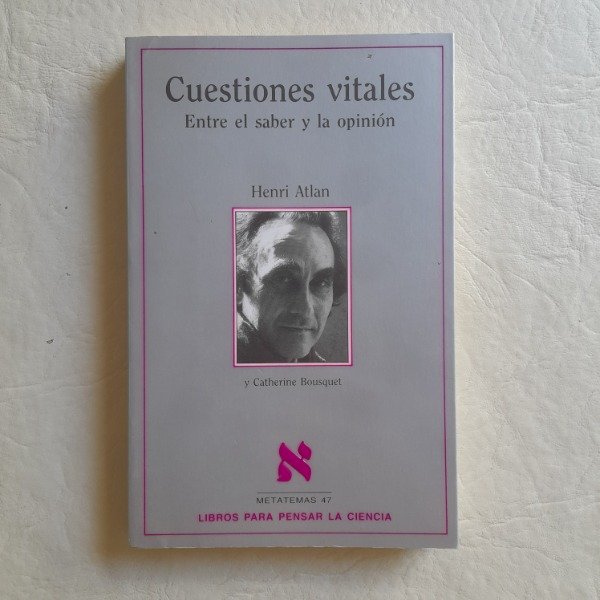 Cuestiones vitales
Entre el saber y la opinión
Henri Atlan
y Catherine Bousquet
א
METATEMAS 47
LIBROS PARA PENSAR LA CIENCIA